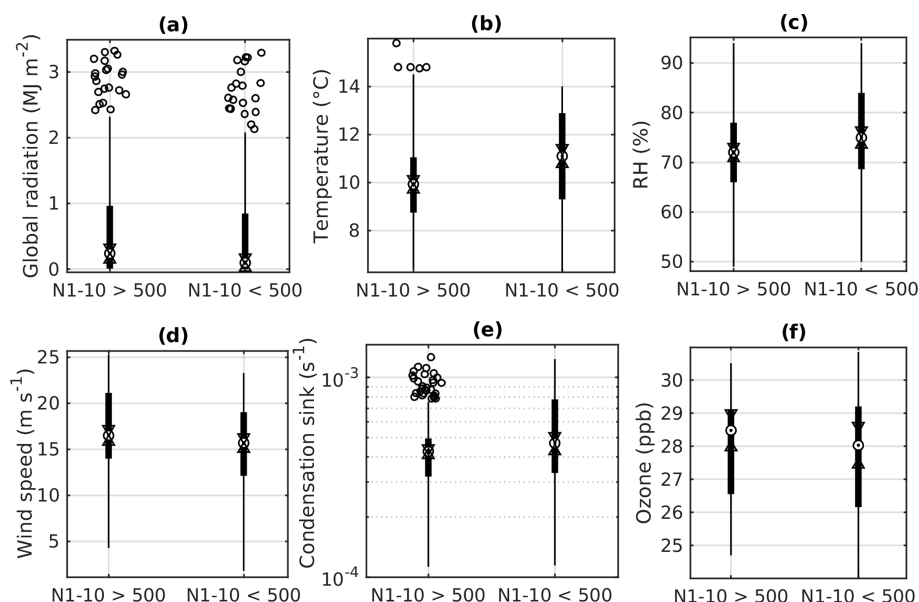 (a)
(b)
(c)
Global radiation (MJ m⁻²)
3
2
1
0
N1-10 > 500
N1-10 < 500
Temperature (°C)
14
12
10
8
N1-10 > 500
N1-10 < 500
RH (%)
90
80
70
60
50
N1-10 > 500
N1-10 < 500
(d)
(e)
(f)
Wind speed (m s⁻¹)
25
20
15
10
5
N1-10 > 500
N1-10 < 500
Condensation sink (s⁻¹)
10⁻³
10⁻⁴
N1-10 > 500
N1-10 < 500
Ozone (ppb)
30
29
28
27
26
25
N1-10 > 500
N1-10 < 500